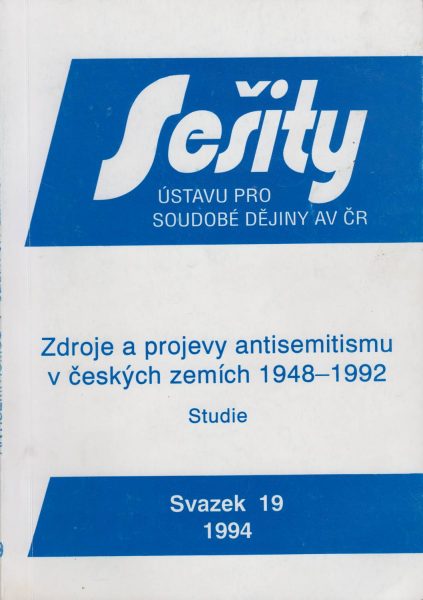 Sešity
ÚSTAVU PRO
SOUDOBÉ DĚJINY AV ČR
Zdroje a projevy antisemitismu
v českých zemích 1948–1992
Studie
Svazek 19
1994